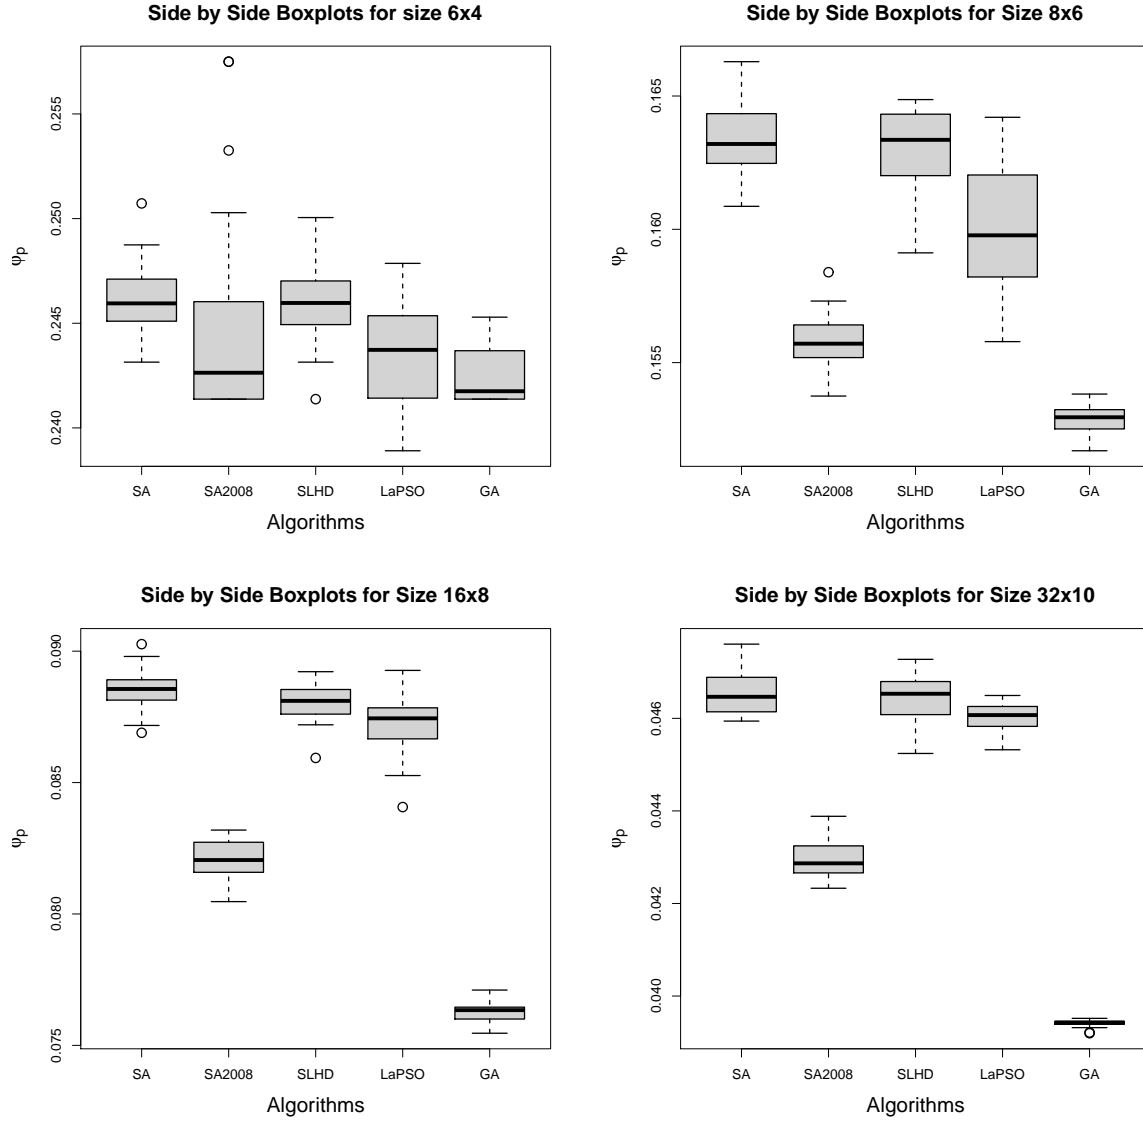 Side by Side Boxplots for size 6x4
0.255
0.250
0.245
0.240
φp
SA SA2008 SLHD LaPSO GA
Algorithms
Side by Side Boxplots for Size 8x6
0.165
0.160
0.155
φp
SA SA2008 SLHD LaPSO GA
Algorithms
Side by Side Boxplots for Size 16x8
0.090
0.085
0.080
0.075
φp
SA SA2008 SLHD LaPSO GA
Algorithms
Side by Side Boxplots for Size 32x10
0.046
0.044
0.042
0.040
φp
SA SA2008 SLHD LaPSO GA
Algorithms